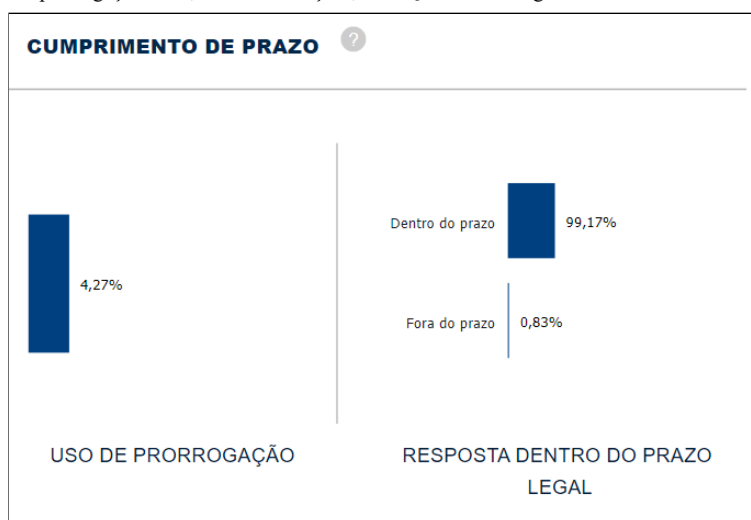 CUMPRIMENTO DE PRAZO ?
4,27%
USO DE PRORROGAÇÃO
Dentro do prazo 99,17%
Fora do prazo 0,83%
RESPOSTA DENTRO DO PRAZO
LEGAL